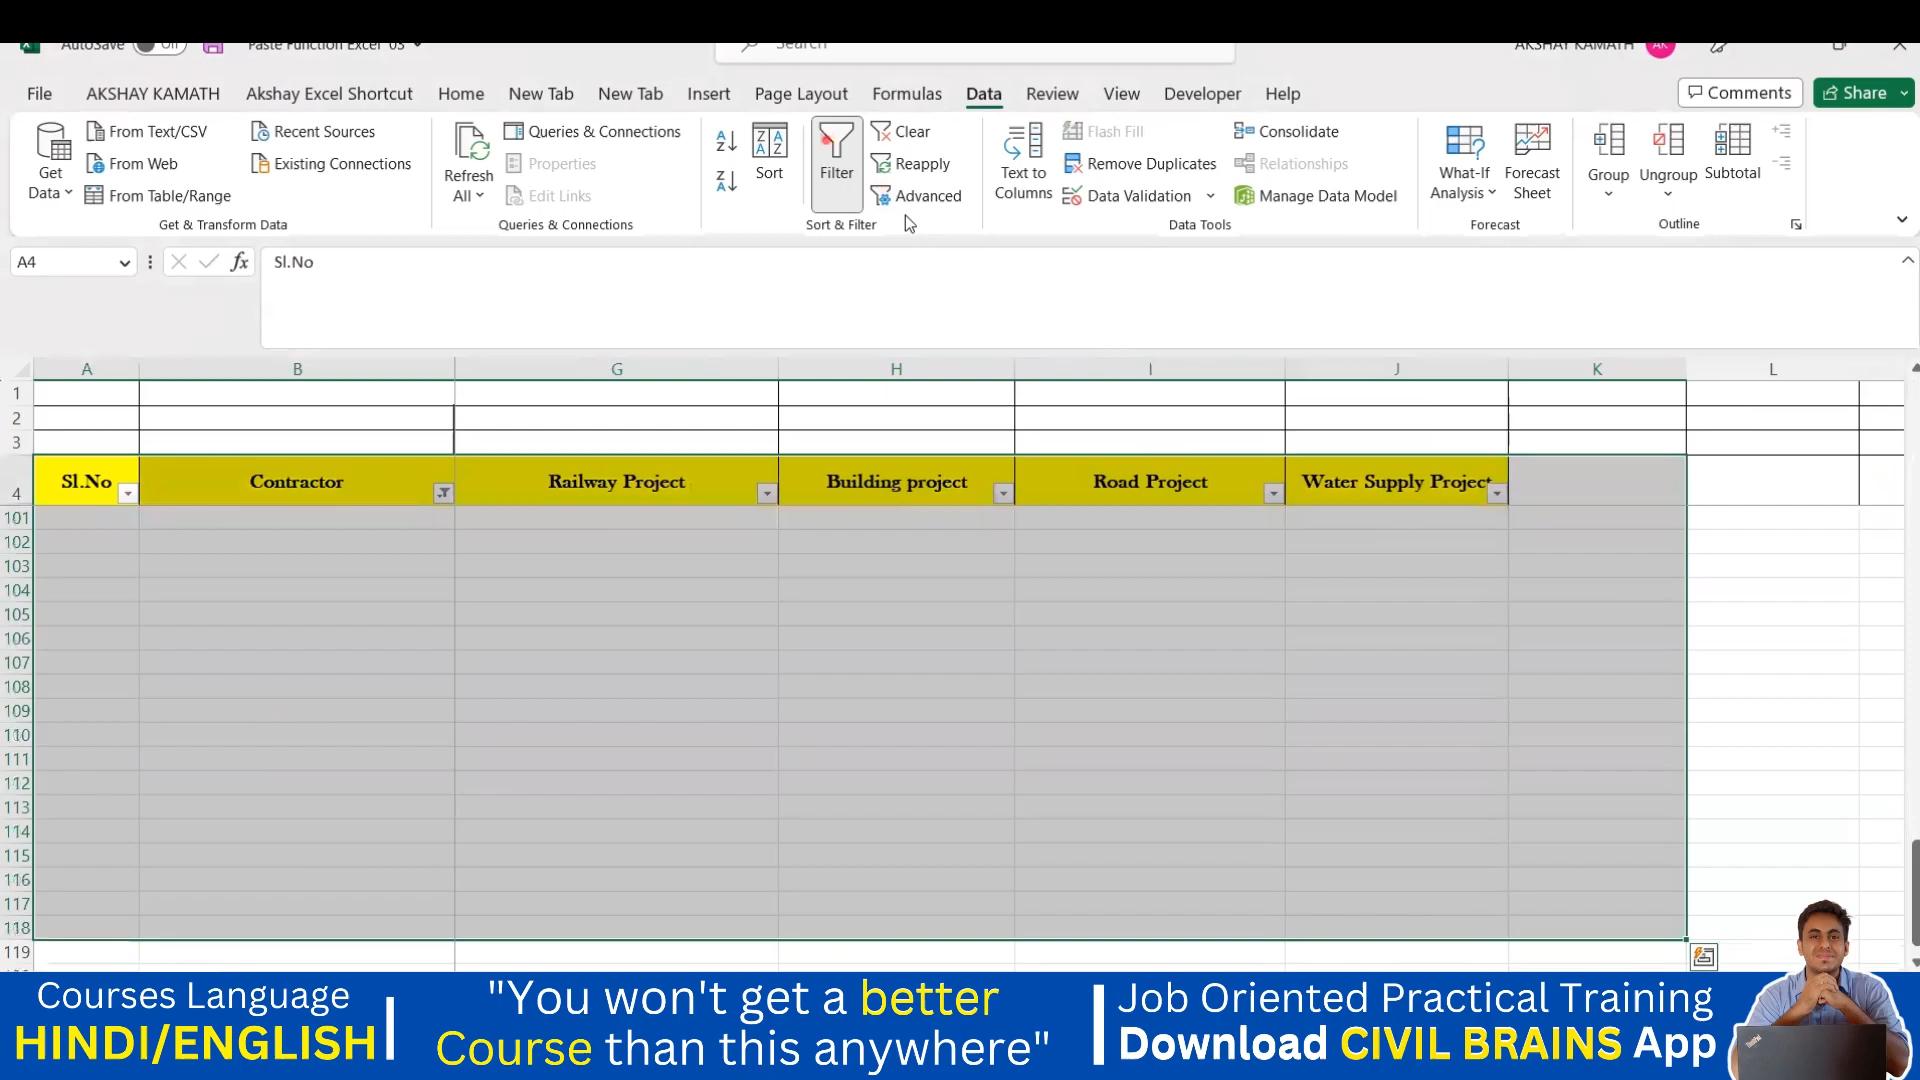 AutoSave Off Paste Function Excel 03 Search AKSHAY KAMATH AK
File AKSHAY KAMATH Akshay Excel Shortcut Home New Tab New Tab Insert Page Layout Formulas Data Review View Developer Help Comments Share
Get Data From Text/CSV From Web From Table/Range Recent Sources Existing Connections
Get & Transform Data
Refresh All Queries & Connections Properties Edit Links
Queries & Connections
Sort Filter Clear Reapply Advanced
Sort & Filter
Text to Columns Flash Fill Remove Duplicates Data Validation Consolidate Relationships Manage Data Model
Data Tools
What-If Analysis Forecast Sheet
Forecast
Group Ungroup Subtotal
Outline
A4 fx Sl.No
A B G H I J K L
1
2
3
4 Sl.No Contractor Railway Project Building project Road Project Water Supply Project
101
102
103
104
105
106
107
108
109
110
111
112
113
114
115
116
117
118
119
Courses Language
HINDI/ENGLISH
"You won't get a better
Course than this anywhere"
Job Oriented Practical Training
Download CIVIL BRAINS App